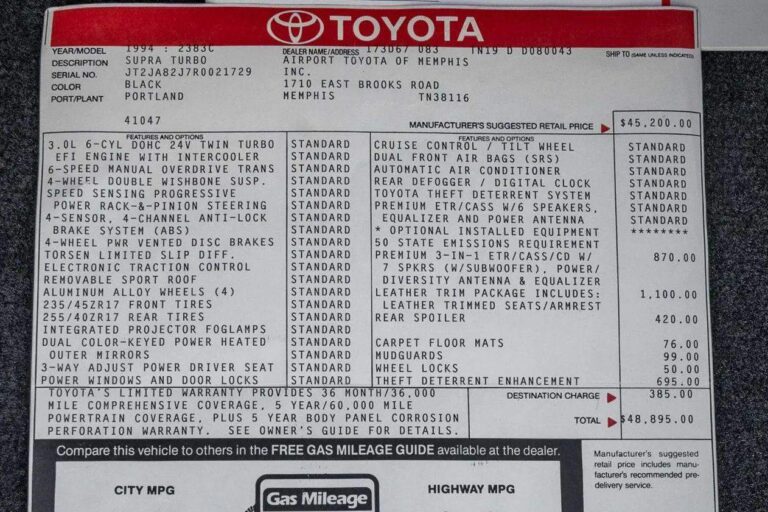 TOYOTA
YEAR/MODEL 1994 : 2383C DEALER NAME/ADDRESS 173D67 083 TN19 D D080043 SHIP TO (SAME UNLESS INDICATED)
DESCRIPTION SUPRA TURBO AIRPORT TOYOTA OF MEMPHIS
SERIAL NO. JT2JA82J7R0021729 INC.
COLOR BLACK 1710 EAST BROOKS ROAD
PORT/PLANT PORTLAND MEMPHIS TN38116
41047 MANUFACTURER'S SUGGESTED RETAIL PRICE $45,200.00
FEATURES AND OPTIONS FEATURES AND OPTIONS
3.0L 6-CYL DOHC 24V TWIN TURBO STANDARD CRUISE CONTROL / TILT WHEEL STANDARD
EFI ENGINE WITH INTERCOOLER STANDARD DUAL FRONT AIR BAGS (SRS) STANDARD
6-SPEED MANUAL OVERDRIVE TRANS STANDARD AUTOMATIC AIR CONDITIONER STANDARD
4-WHEEL DOUBLE WISHBONE SUSP. STANDARD REAR DEFOGGER / DIGITAL CLOCK STANDARD
SPEED SENSING PROGRESSIVE STANDARD TOYOTA THEFT DETERRENT SYSTEM STANDARD
POWER RACK-&-PINION STEERING STANDARD PREMIUM ETR/CASS W/6 SPEAKERS, STANDARD
4-SENSOR, 4-CHANNEL ANTI-LOCK STANDARD EQUALIZER AND POWER ANTENNA STANDARD
BRAKE SYSTEM (ABS) STANDARD * OPTIONAL INSTALLED EQUIPMENT ********
4-WHEEL PWR VENTED DISC BRAKES STANDARD 50 STATE EMISSIONS REQUIREMENT
TORSEN LIMITED SLIP DIFF. STANDARD PREMIUM 3-IN-1 ETR/CASS/CD W/ 870.00
ELECTRONIC TRACTION CONTROL STANDARD 7 SPKRS (W/SUBWOOFER), POWER/
REMOVABLE SPORT ROOF STANDARD DIVERSITY ANTENNA & EQUALIZER
ALUMINUM ALLOY WHEELS (4) STANDARD LEATHER TRIM PACKAGE INCLUDES: 1,100.00
235/45ZR17 FRONT TIRES STANDARD LEATHER TRIMMED SEATS/ARMREST
255/40ZR17 REAR TIRES STANDARD REAR SPOILER 420.00
INTEGRATED PROJECTOR FOGLAMPS STANDARD
DUAL COLOR-KEYED POWER HEATED STANDARD CARPET FLOOR MATS 76.00
OUTER MIRRORS STANDARD MUDGUARDS 99.00
3-WAY ADJUST POWER DRIVER SEAT STANDARD WHEEL LOCKS 50.00
POWER WINDOWS AND DOOR LOCKS STANDARD THEFT DETERRENT ENHANCEMENT 695.00
TOYOTA'S LIMITED WARRANTY PROVIDES 36 MONTH/36,000 DESTINATION CHARGE 385.00
MILE COMPREHENSIVE COVERAGE, 5 YEAR/60,000 MILE
POWERTRAIN COVERAGE, PLUS 5 YEAR BODY PANEL CORROSION TOTAL $48,895.00
PERFORATION WARRANTY. SEE OWNER'S GUIDE FOR DETAILS.
Compare this vehicle to others in the FREE GAS MILEAGE GUIDE available at the dealer.
Manufacturer's suggested
retail price includes manu-
facturer's recommended pre-
delivery service.
CITY MPG Gas Mileage HIGHWAY MPG